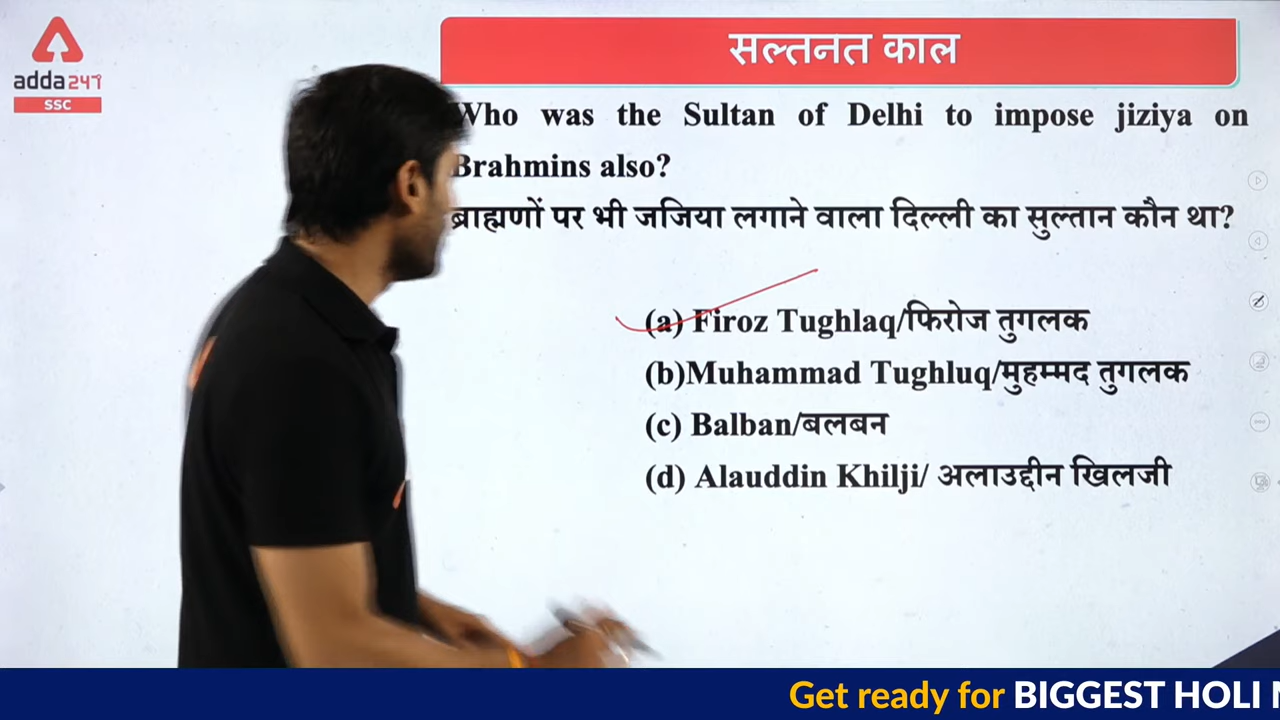 adda247
SSC
सल्तनत काल
Who was the Sultan of Delhi to impose jiziya on
Brahmins also?
ब्राह्मणों पर भी जजिया लगाने वाला दिल्ली का सुल्तान कौन था?
(a) Firoz Tughlaq/फिरोज तुगलक
(b)Muhammad Tughluq/मुहम्मद तुगलक
(c) Balban/बलबन
(d) Alauddin Khilji/ अलाउद्दीन खिलजी
Get ready for BIGGEST HOLI